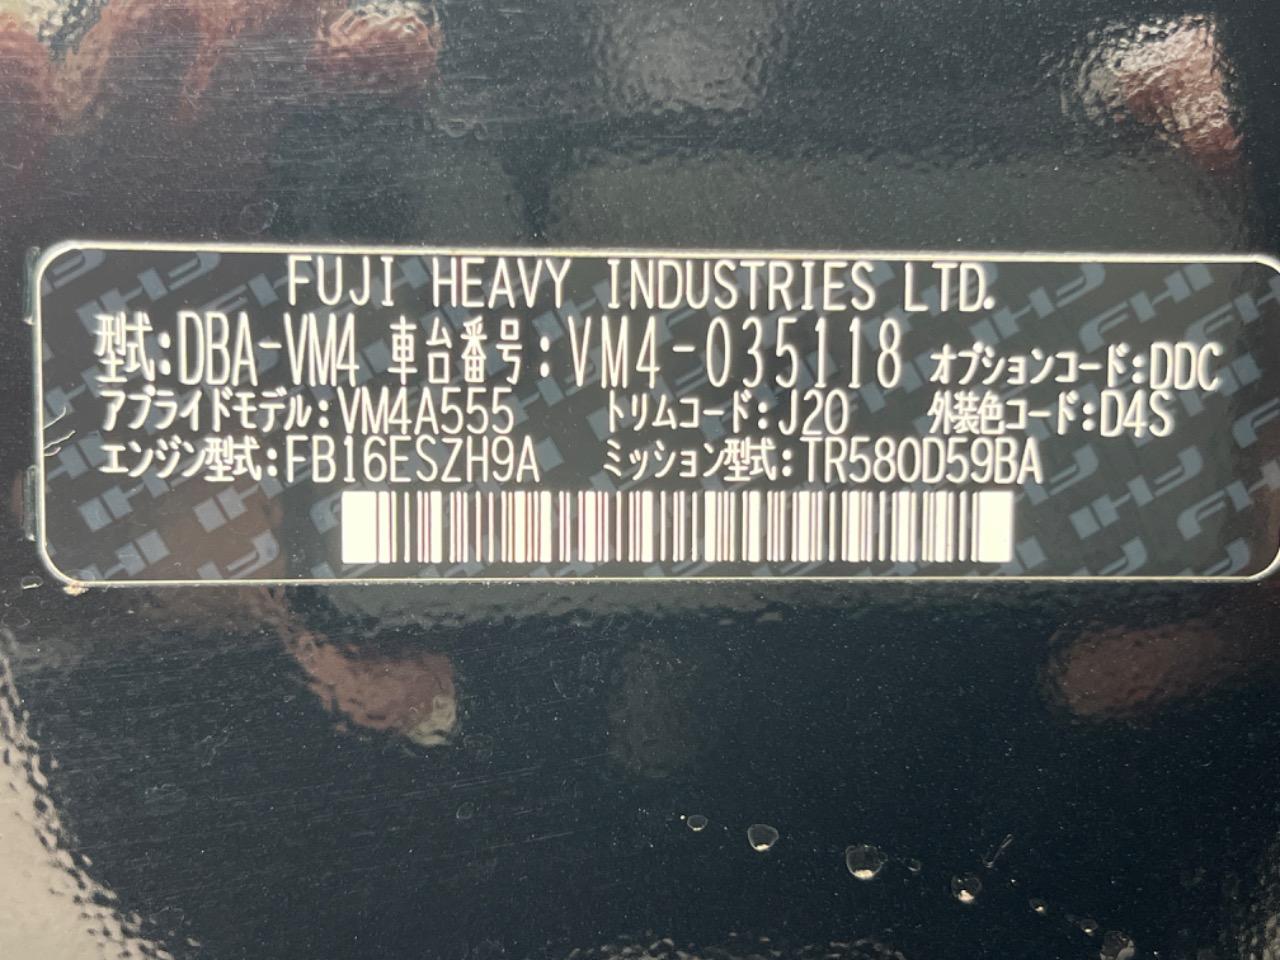 FUJI HEAVY INDUSTRIES LTD.
型式:DBA-VM4 車台番号:VM4-035118 オプションコード:DDC
アプライドモデル:VM4A555 トリムコード:J20 外装色コード:D4S
エンジン型式:FB16ESZH9A ミッション型式:TR580D59BA